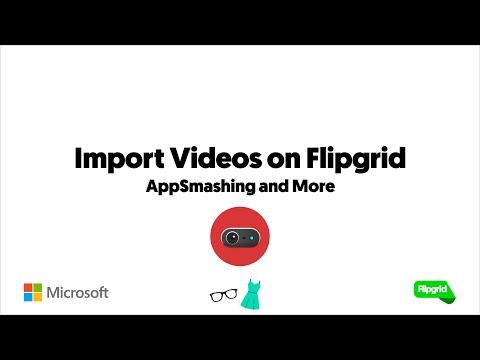 Import Videos on Flipgrid
AppSmashing and More
Microsoft
Flipgrid